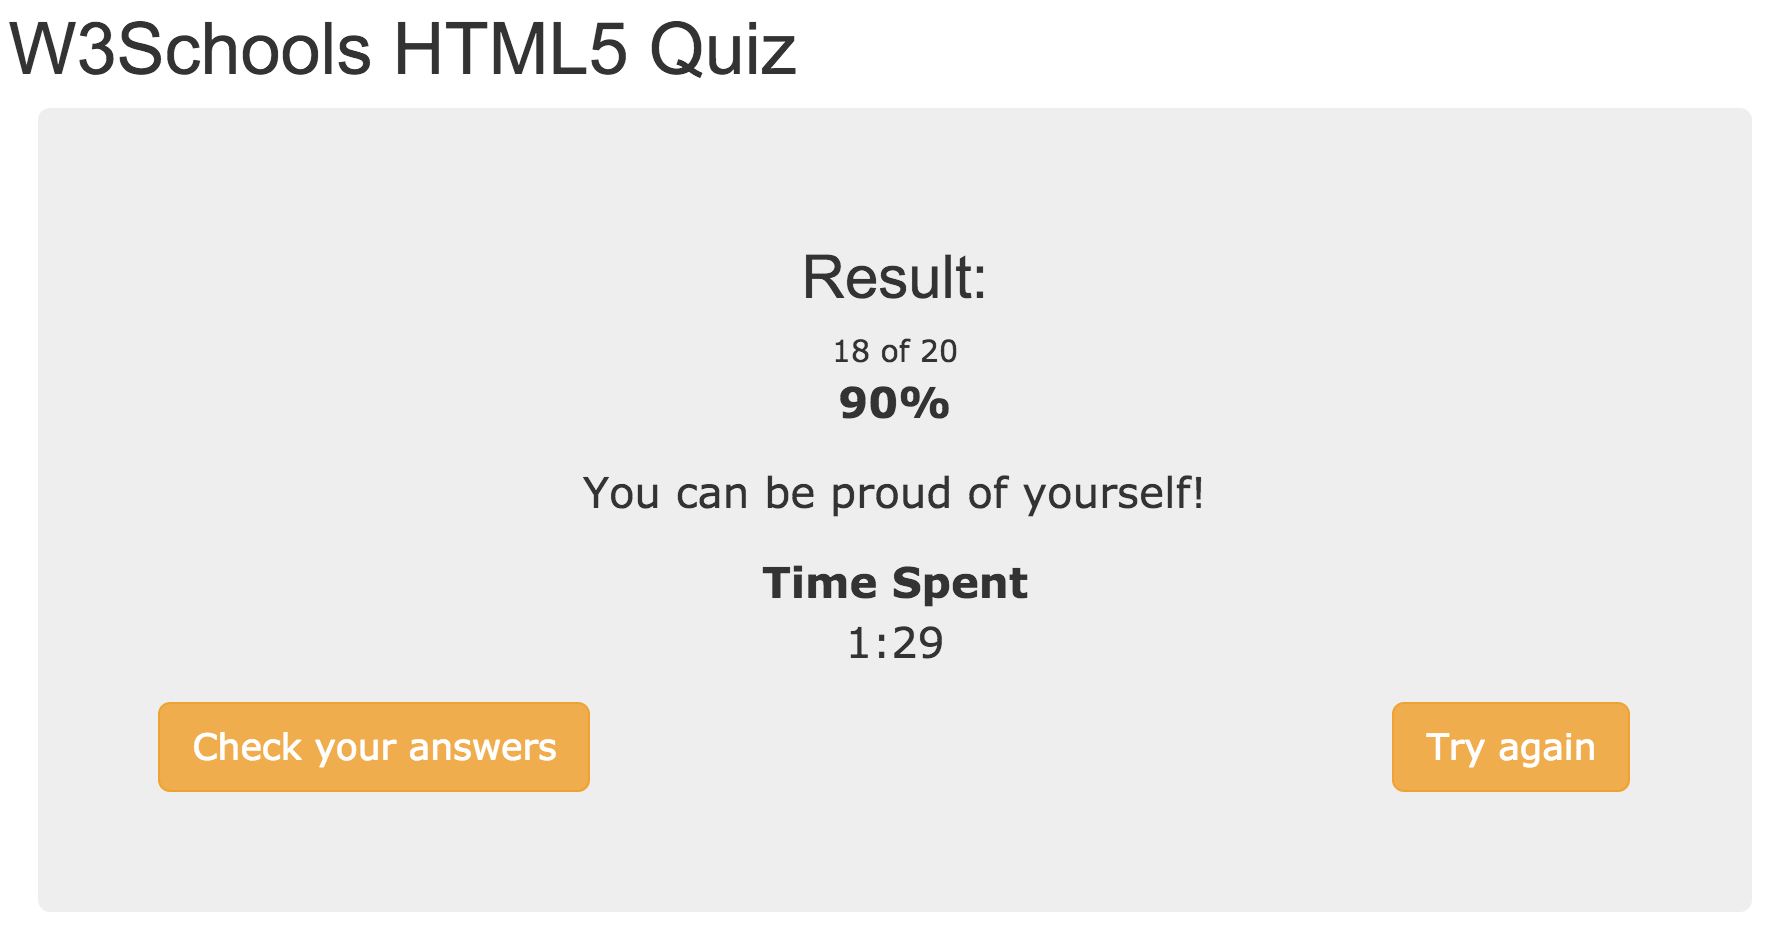 W3Schools HTML5 Quiz
Result:
18 of 20
90%
You can be proud of yourself!
Time Spent
1:29
Check your answers
Try again